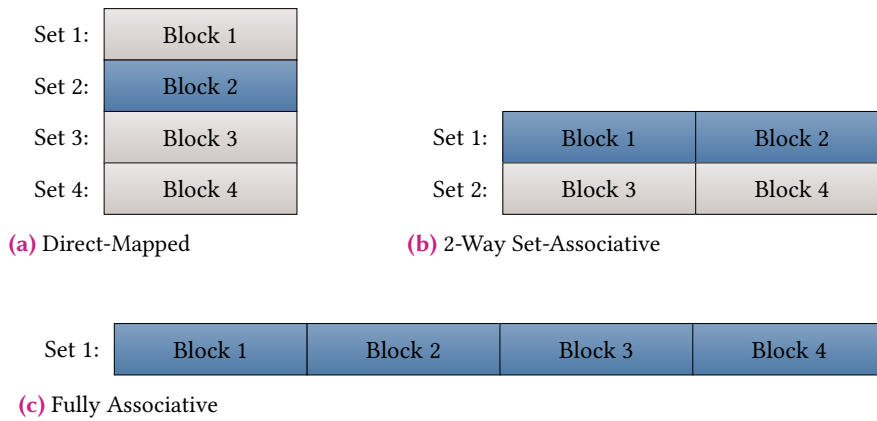 Set 1: Block 1
Set 2: Block 2
Set 3: Block 3
Set 4: Block 4
(a) Direct-Mapped
Set 1: Block 1 Block 2
Set 2: Block 3 Block 4
(b) 2-Way Set-Associative
Set 1: Block 1 Block 2 Block 3 Block 4
(c) Fully Associative